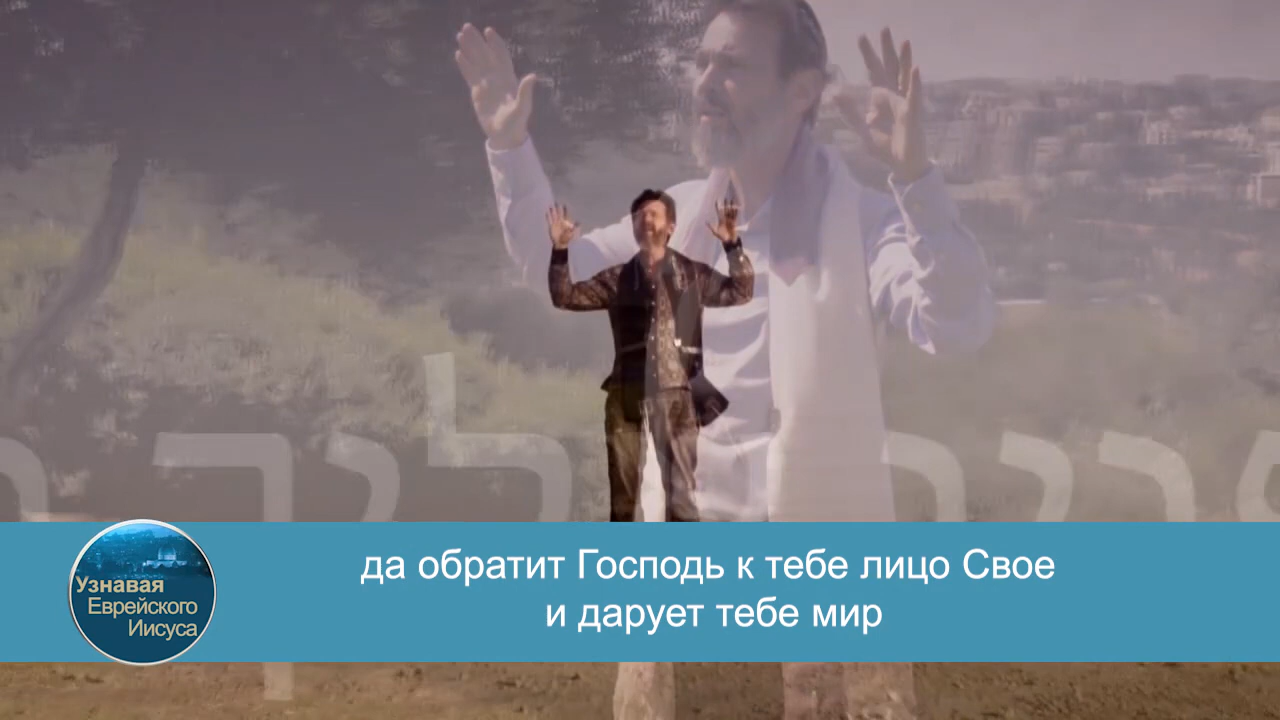 да обратит Господь к тебе лицо Свое
и дарует тебе мир
Узнавая
Еврейского
Иисуса